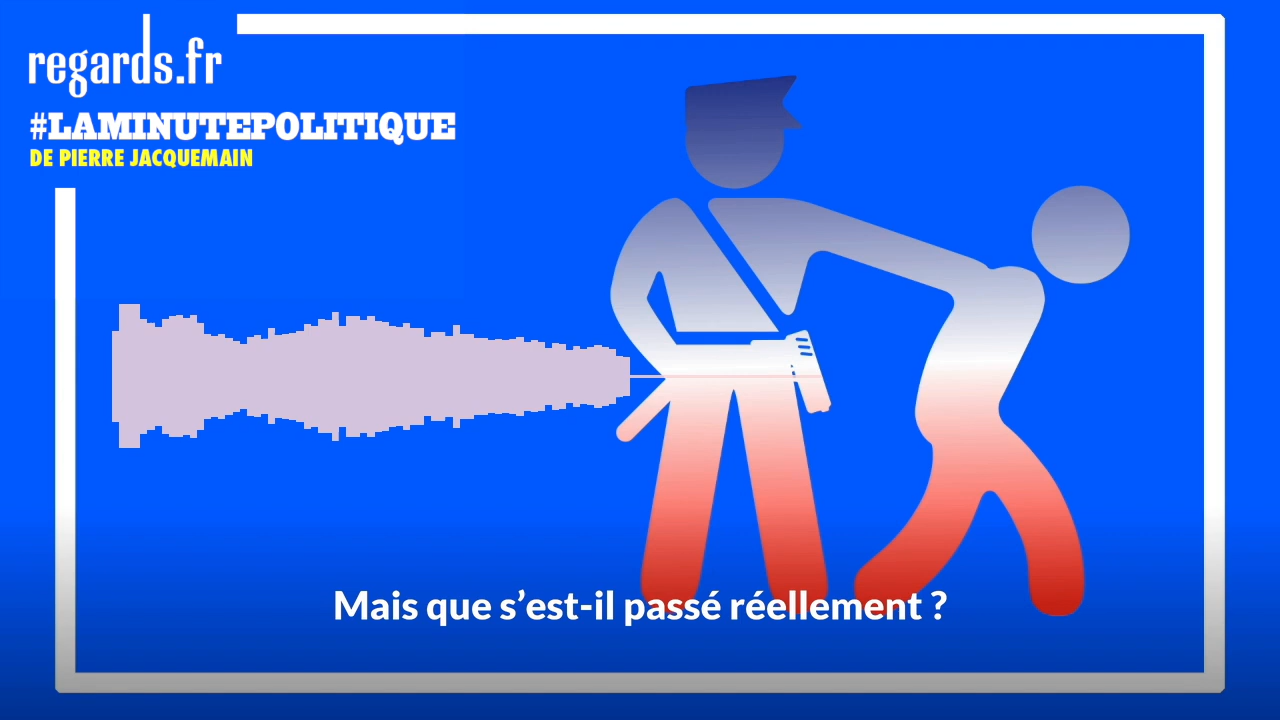 regards.fr
#LAMINUTEPOLITIQUE
DE PIERRE JACQUEMAIN
Mais que s’est-il passé réellement ?